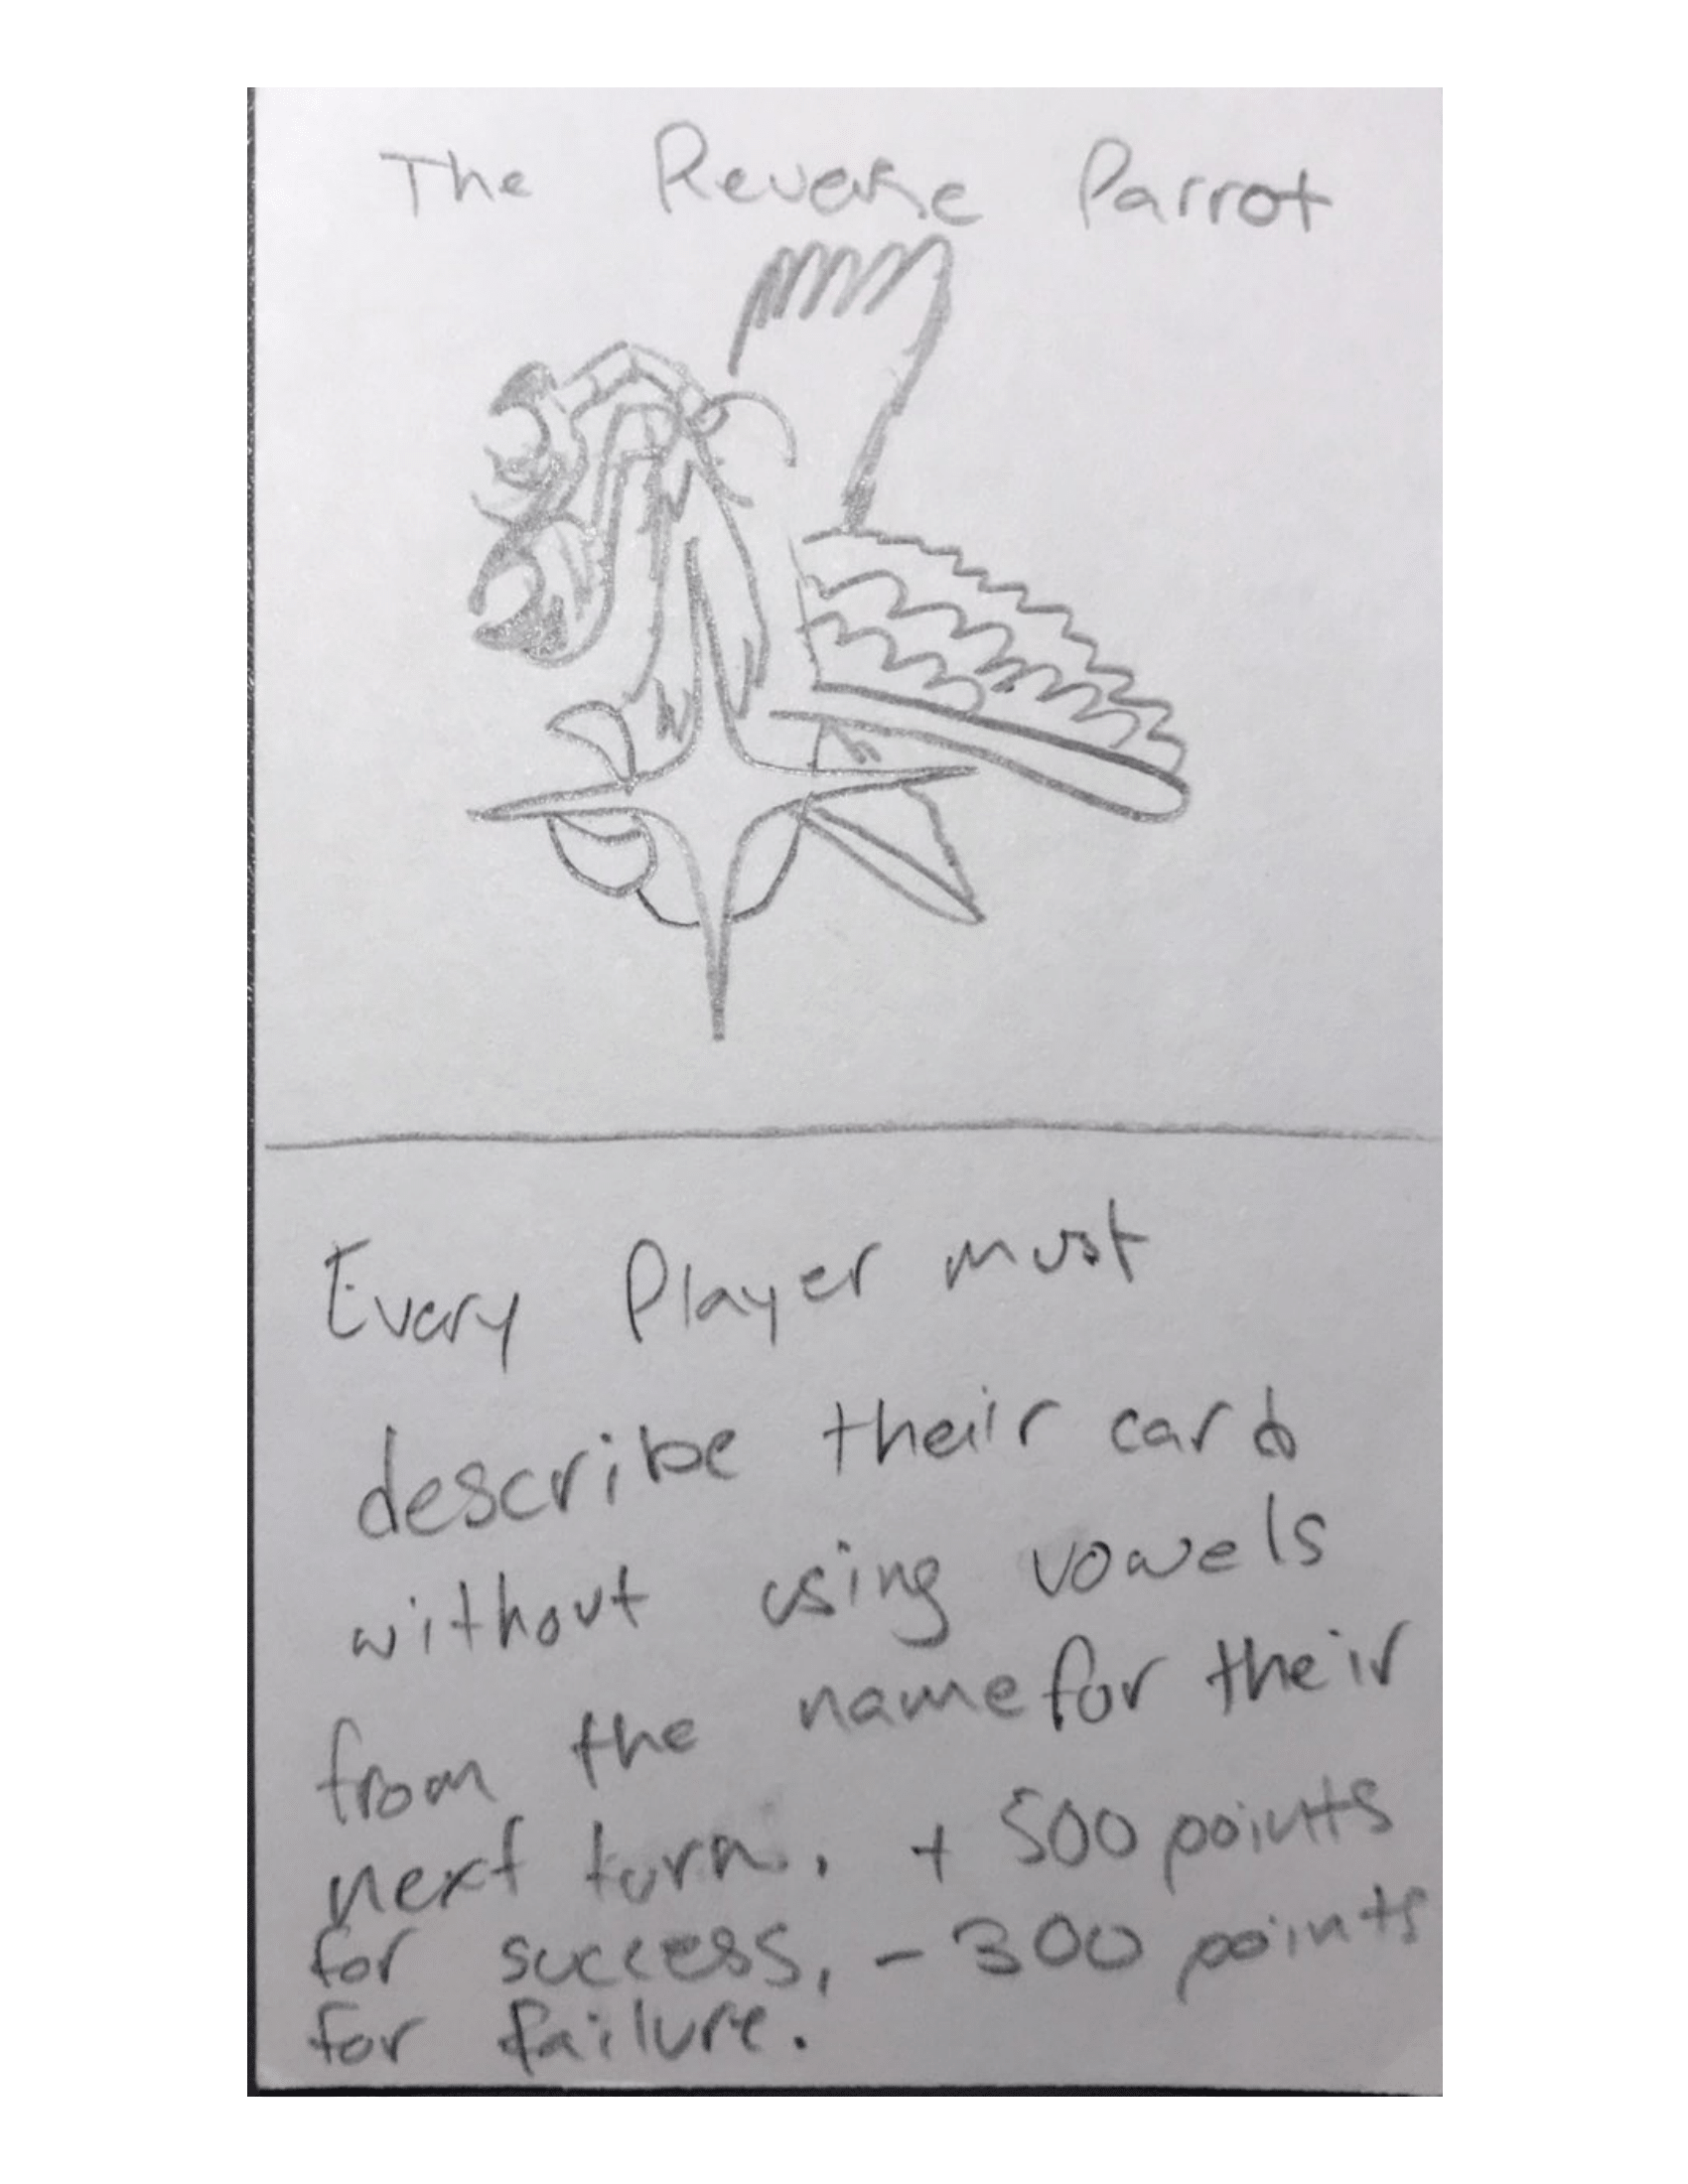 The Reverse Parrot
Every Player must
describe their card
without using vowels
from the name for their
next turn. + 500 points
for success, - 300 points
for failure.